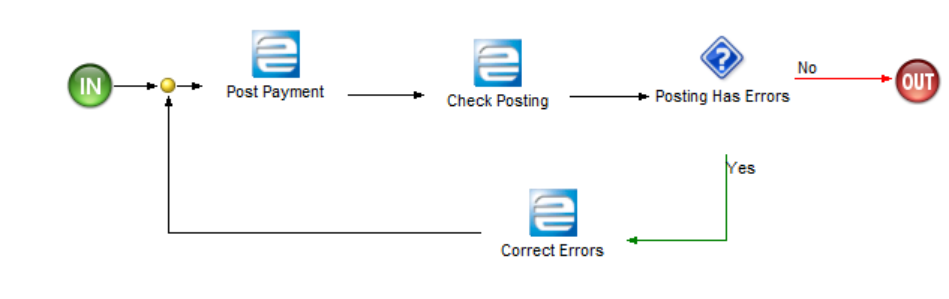 IN
Post Payment
Check Posting
Posting Has Errors
No
OUT
Yes
Correct Errors